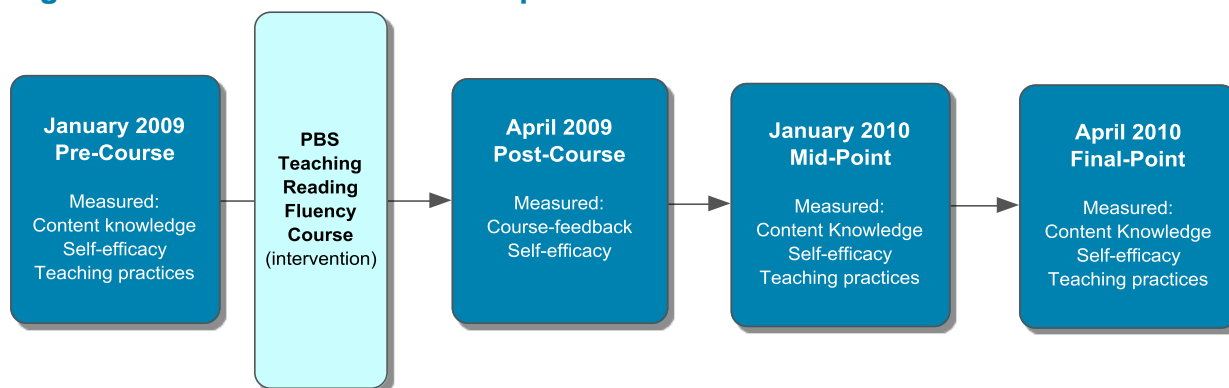 January 2009
Pre-Course
Measured:
Content knowledge
Self-efficacy
Teaching practices
PBS
Teaching
Reading
Fluency
Course
(intervention)
April 2009
Post-Course
Measured:
Course-feedback
Self-efficacy
January 2010
Mid-Point
Measured:
Content Knowledge
Self-efficacy
Teaching practices
April 2010
Final-Point
Measured:
Content Knowledge
Self-efficacy
Teaching practices